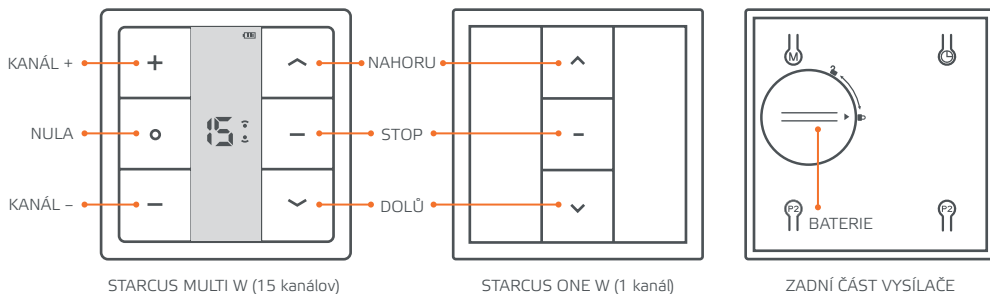 KANÁL +
NULA
KANÁL –
15
NAHORU
STOP
DOLŮ
M
P2
P2
BATERIE
STARCUS MULTI W (15 kanálov)
STARCUS ONE W (1 kanál)
ZADNÍ ČÁST VYSÍLAČE